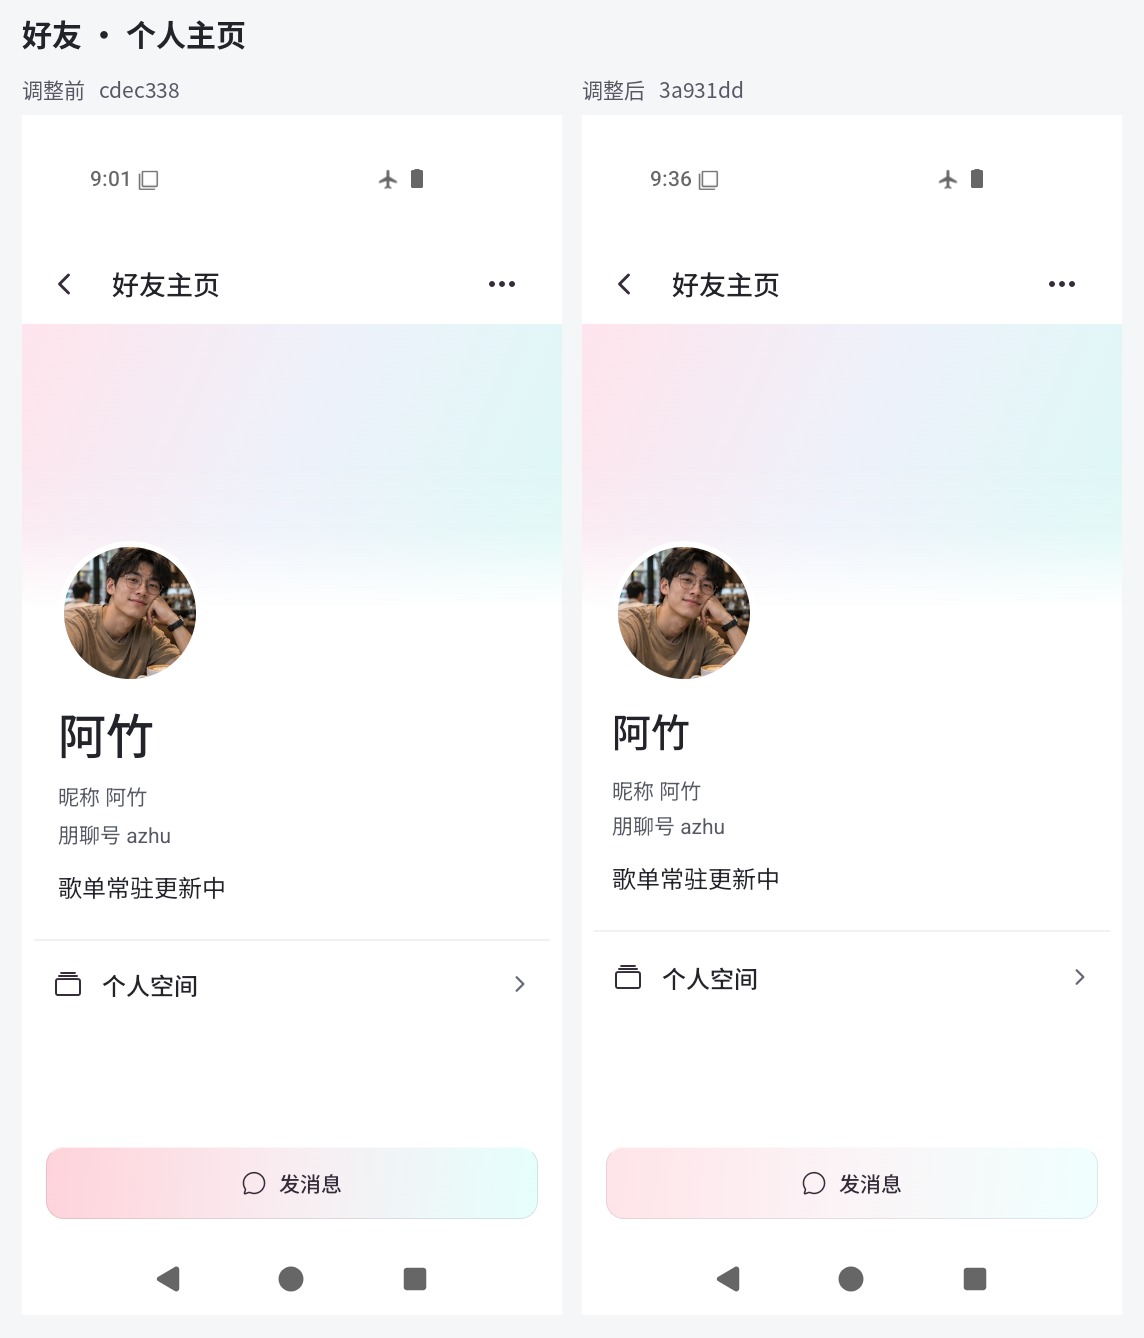 好友 · 个人主页
调整前 cdec338
9:01
好友主页
阿竹
昵称 阿竹
朋聊号 azhu
歌单常驻更新中
个人空间
发消息
调整后 3a931dd
9:36
好友主页
阿竹
昵称 阿竹
朋聊号 azhu
歌单常驻更新中
个人空间
发消息